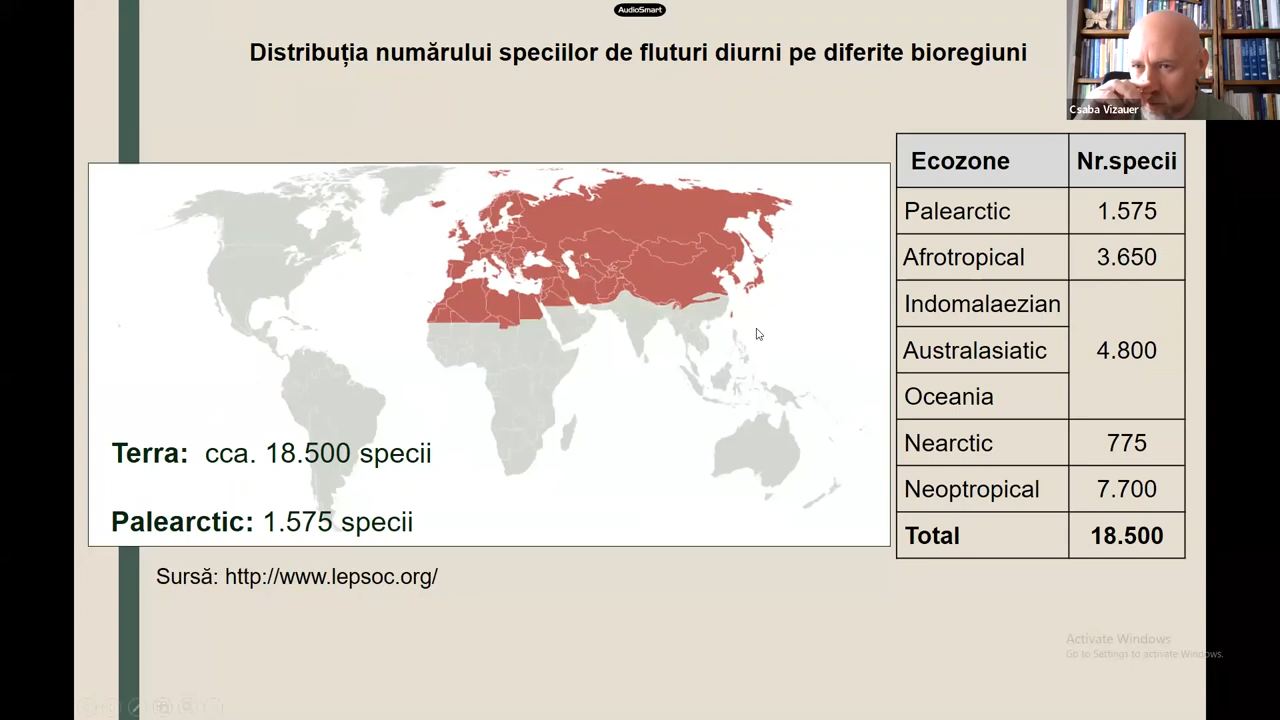 AudioSmart
Distribuția numărului speciilor de fluturi diurni pe diferite bioregiuni
Csaba Vizauer
Ecozone Nr.specii
Palearctic 1.575
Afrotropical 3.650
Indomalaezian
Australasiatic 4.800
Oceania
Nearctic 775
Neoptropical 7.700
Total 18.500
Terra: cca. 18.500 specii
Palearctic: 1.575 specii
Sursă: http://www.lepsoc.org/
Activate Windows
Go to Settings to activate Windows.